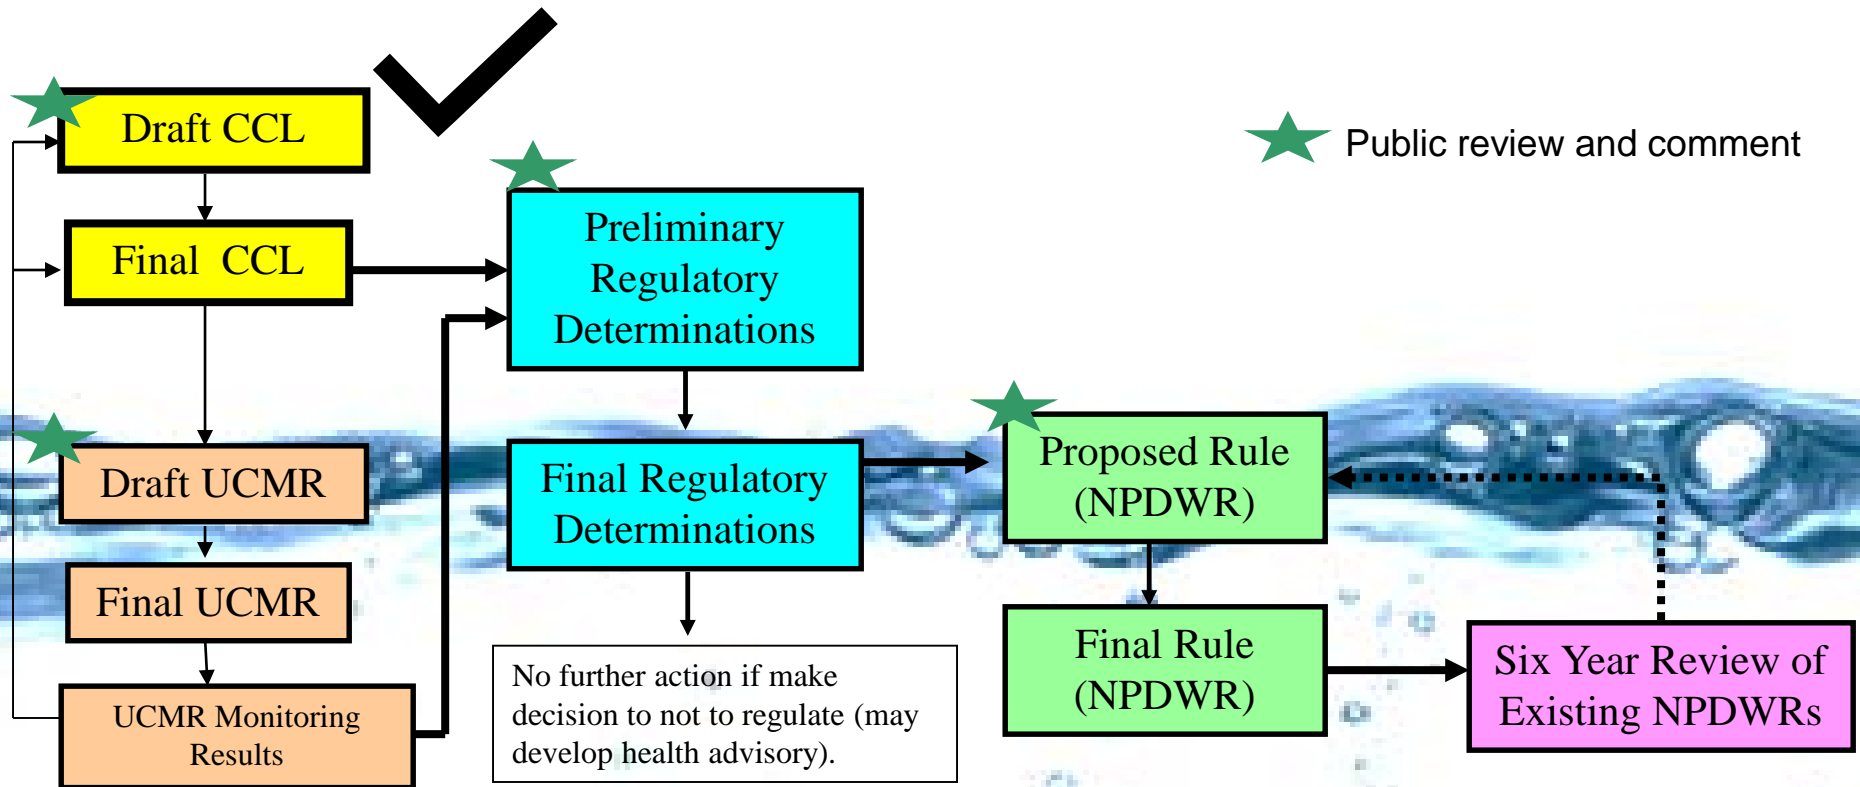 Draft CCL
Final CCL
Draft UCMR
Final UCMR
UCMR Monitoring
Results
Preliminary
Regulatory
Determinations
Final Regulatory
Determinations
No further action if make
decision to not to regulate (may
develop health advisory).
Public review and comment
Proposed Rule
(NPDWR)
Final Rule
(NPDWR)
Six Year Review of
Existing NPDWRs